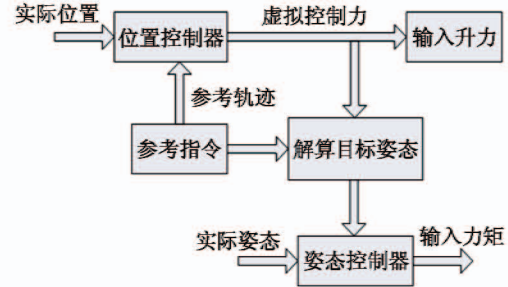 实际位置
位置控制器
虚拟控制力
输入升力
参考轨迹
参考指令
解算目标姿态
实际姿态
姿态控制器
输入力矩